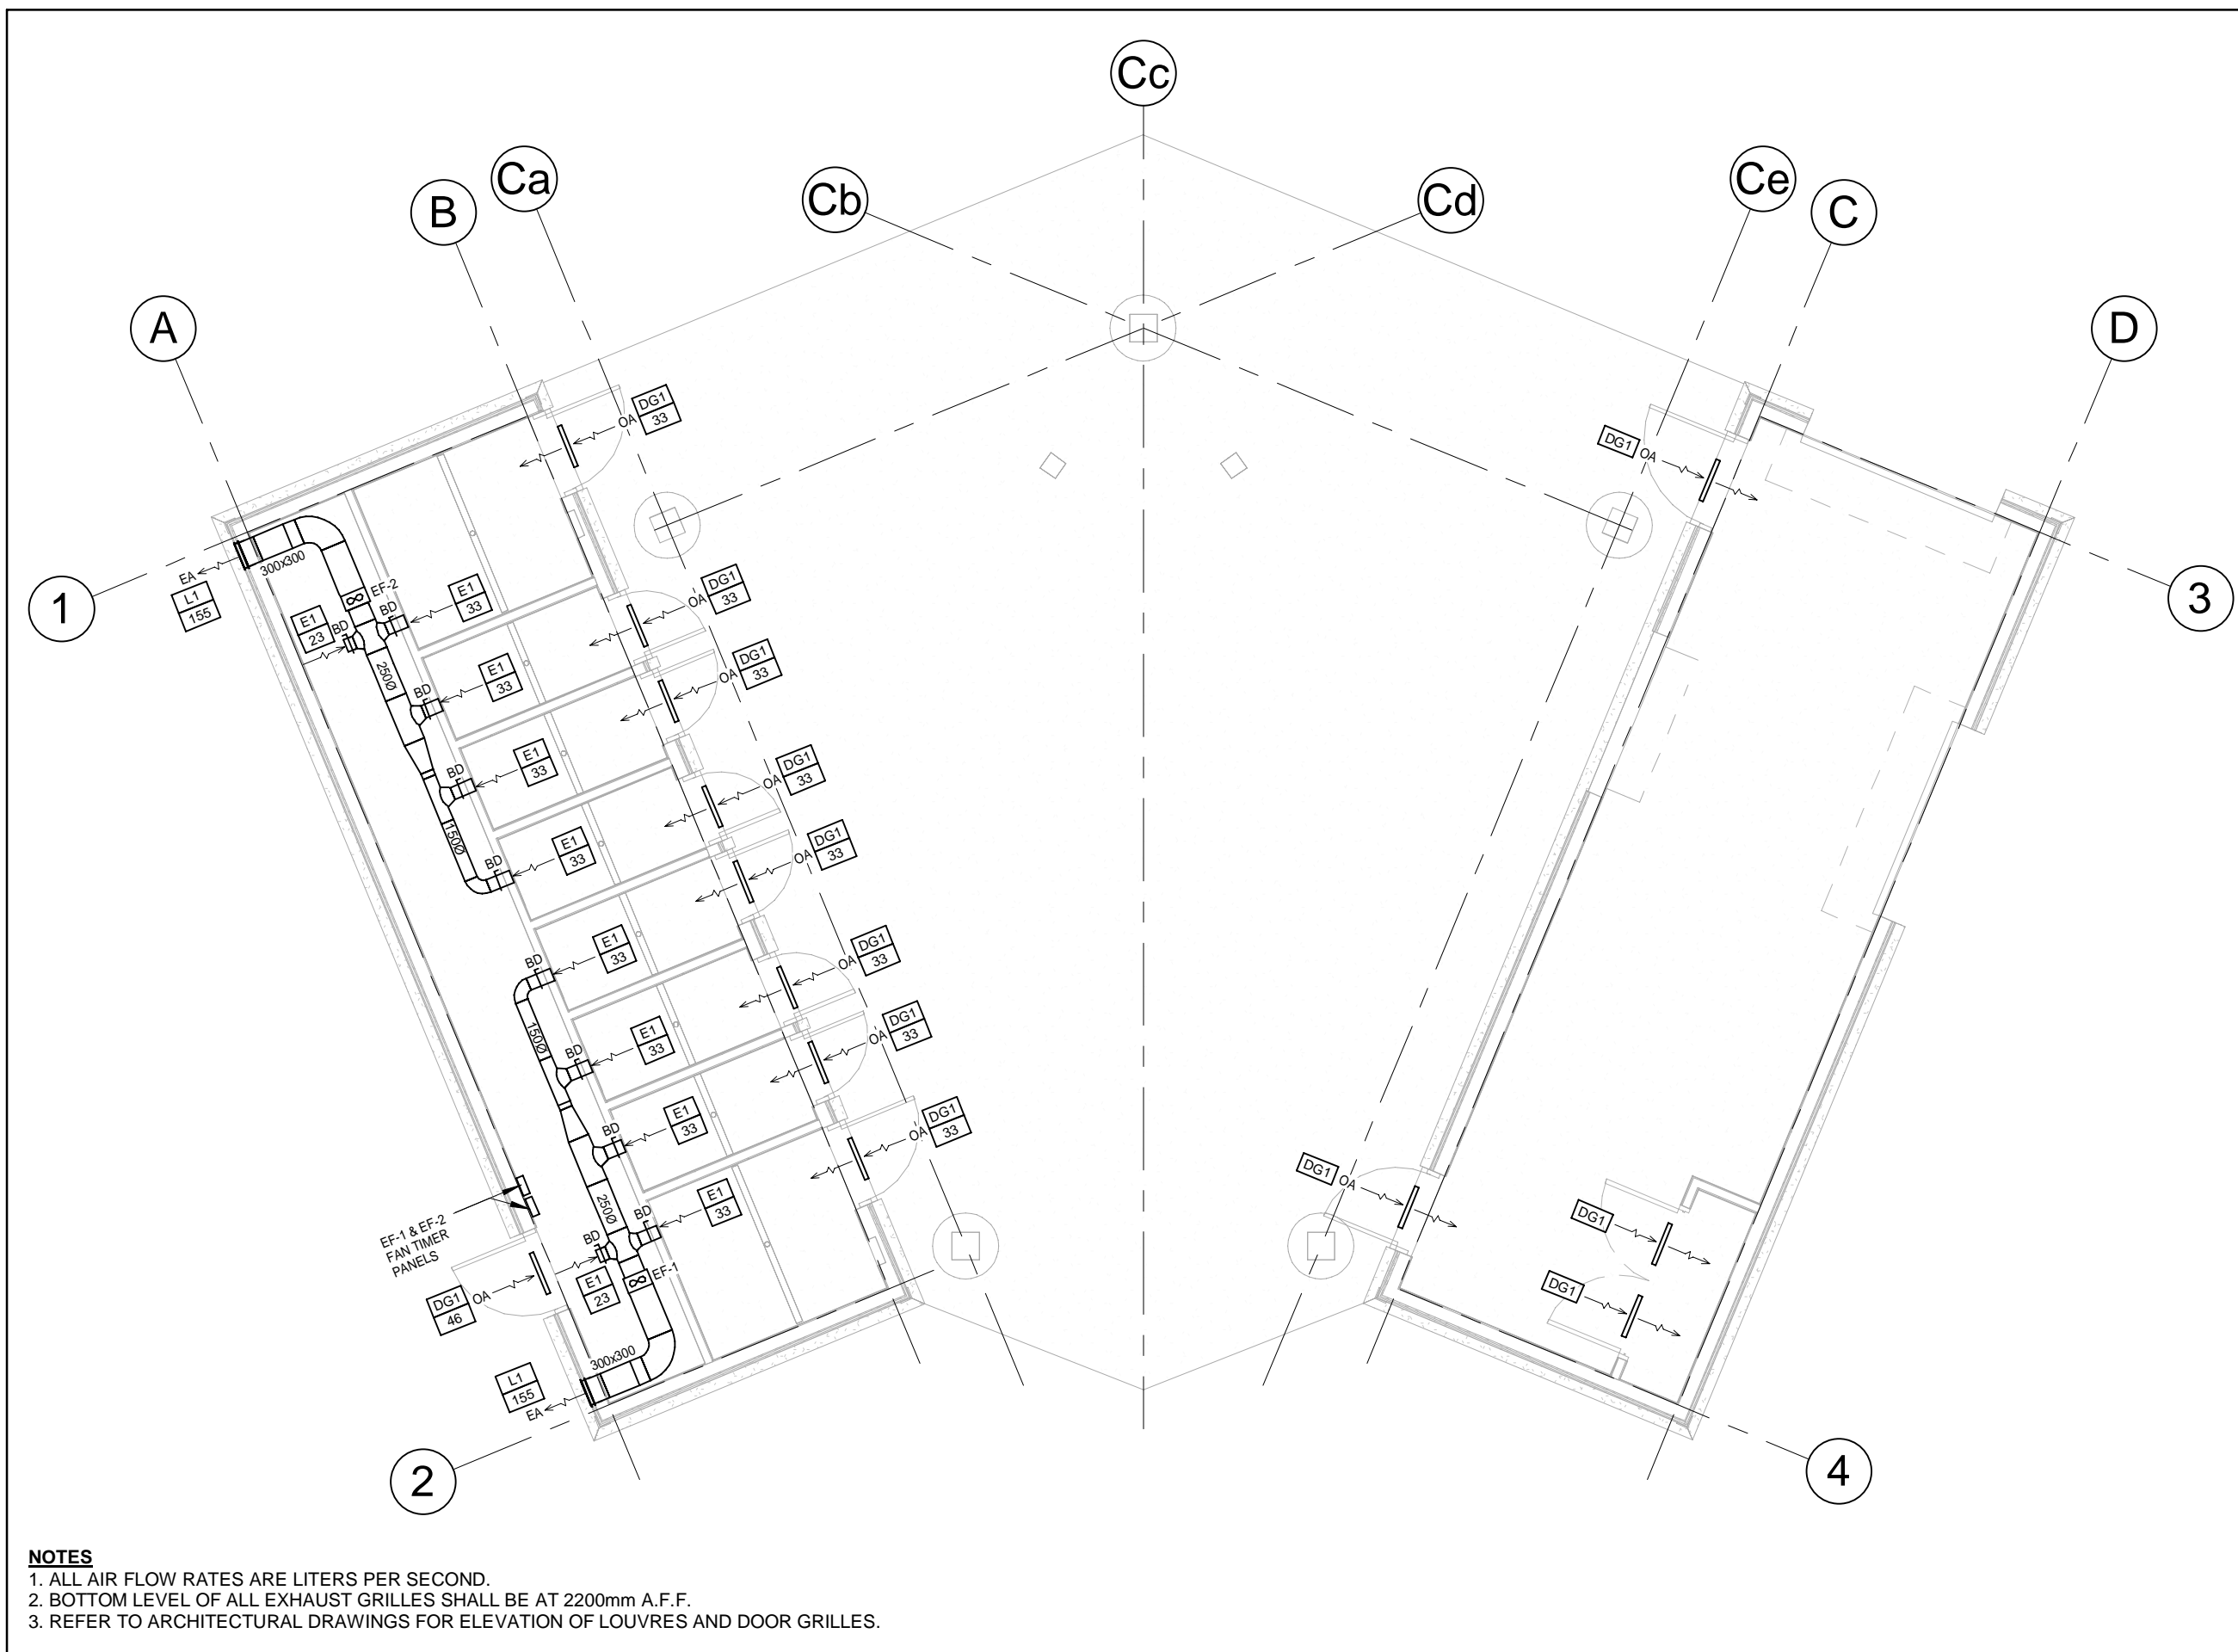 Cc
Ca
Ce
B
Cb
Cd
C
A
D
DG1
33
OA
DG1
OA
300x300
EA
L1
155
EF-2
BD
E1
33
E1
23
BD
DG1
33
OA
1
3
250Ø
BD
E1
33
DG1
33
OA
BD
E1
33
DG1
33
OA
150Ø
BD
E1
33
DG1
33
OA
BD
E1
33
DG1
33
OA
150Ø
BD
E1
33
DG1
33
OA
BD
E1
33
DG1
33
OA
250Ø
BD
E1
33
EF-1 & EF-2
FAN TIMER
PANELS
BD
E1
23
EF-1
DG1
46
OA
300x300
L1
155
EA
DG1
OA
DG1
DG1
2
4
NOTES
1. ALL AIR FLOW RATES ARE LITERS PER SECOND.
2. BOTTOM LEVEL OF ALL EXHAUST GRILLES SHALL BE AT 2200mm A.F.F.
3. REFER TO ARCHITECTURAL DRAWINGS FOR ELEVATION OF LOUVRES AND DOOR GRILLES.